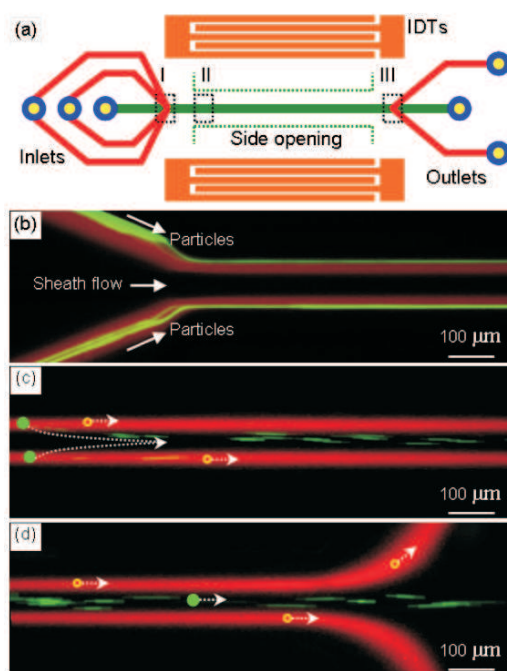 (a)
IDTs
I
II
III
Side opening
Inlets
Outlets
(b)
Particles
Sheath flow
Particles
100 μm
(c)
100 μm
(d)
100 μm